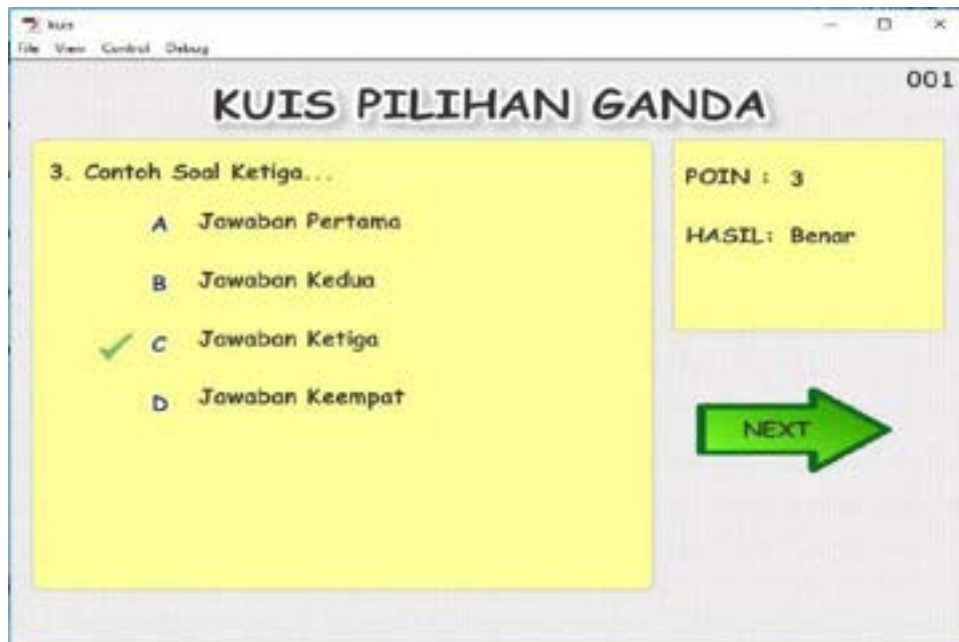 kuis
File View Control Debug
001
KUIS PILIHAN GANDA
3. Contoh Soal Ketiga...
A Jawaban Pertama
B Jawaban Kedua
C Jawaban Ketiga
D Jawaban Keempat
POIN : 3
HASIL: Benar
NEXT